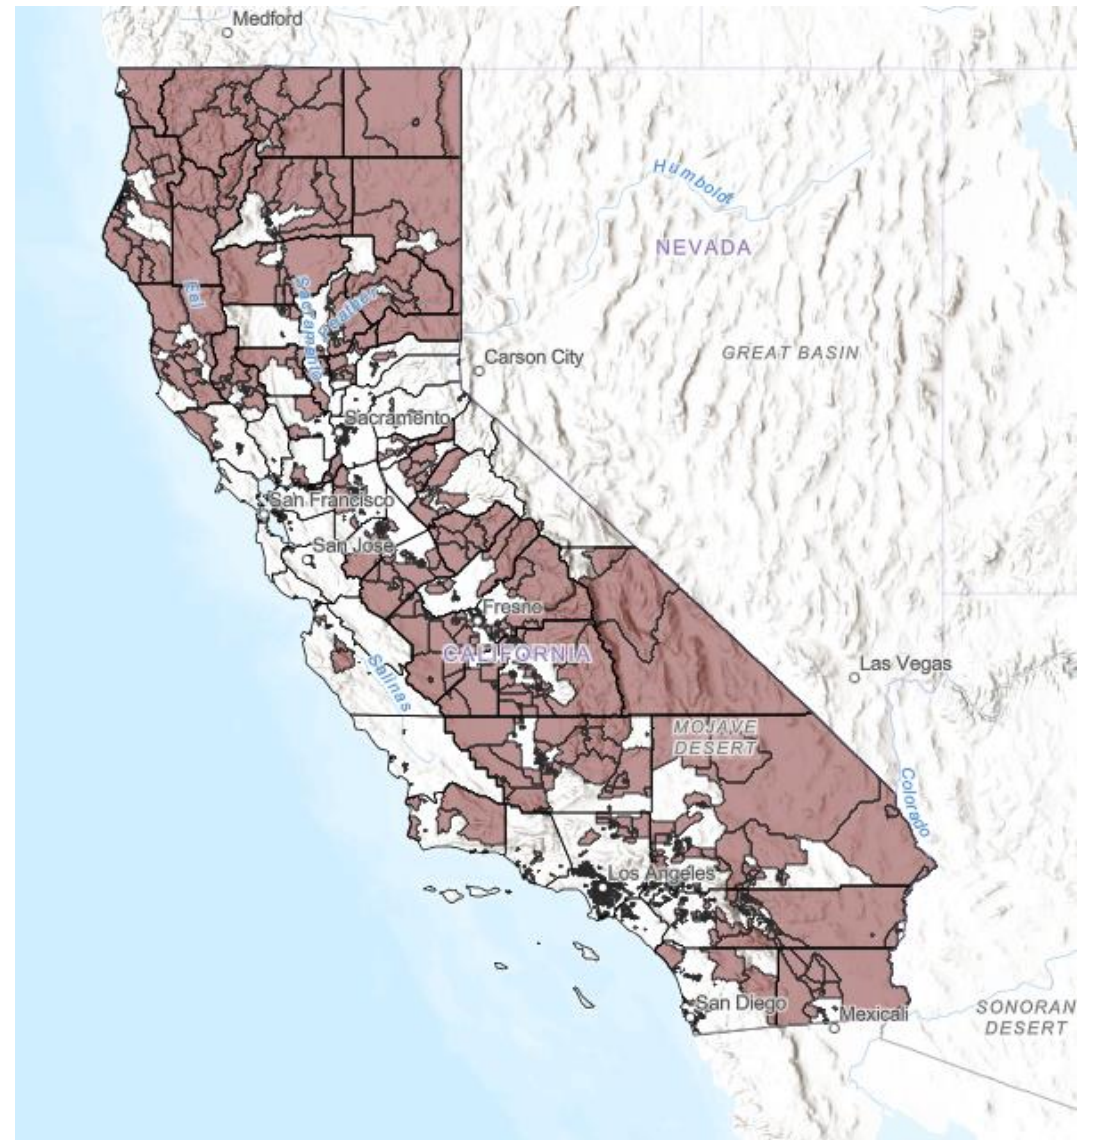 Medford
Humboldt
NEVADA
Eel
Sacramento
Feather
GREAT BASIN
Carson City
Sacramento
San Francisco
San Jose
Fresno
CALIFORNIA
Salinas
Las Vegas
MOJAVE
DESERT
Colorado
Los Angeles
San Diego
Mexicali
SONORAN
DESERT